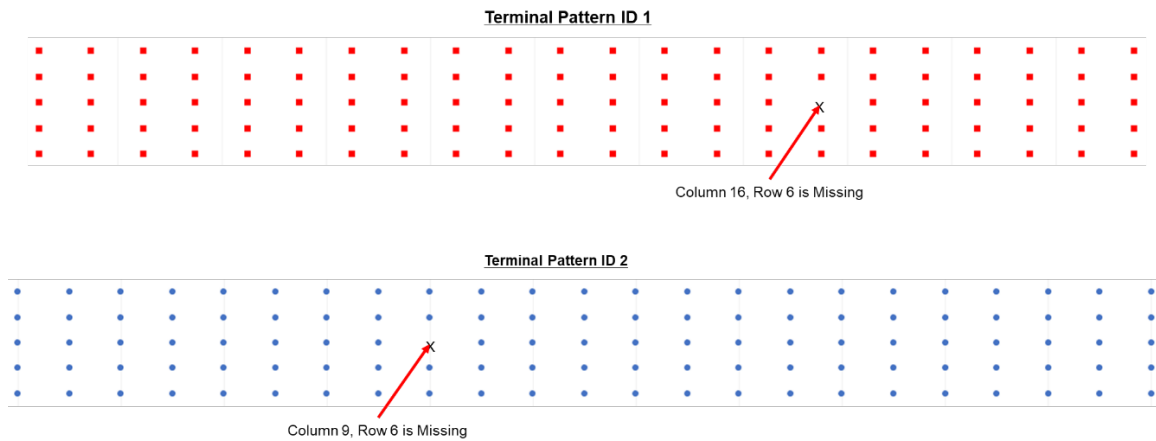 Terminal Pattern ID 1
X
Column 16, Row 6 is Missing
Terminal Pattern ID 2
X
Column 9, Row 6 is Missing